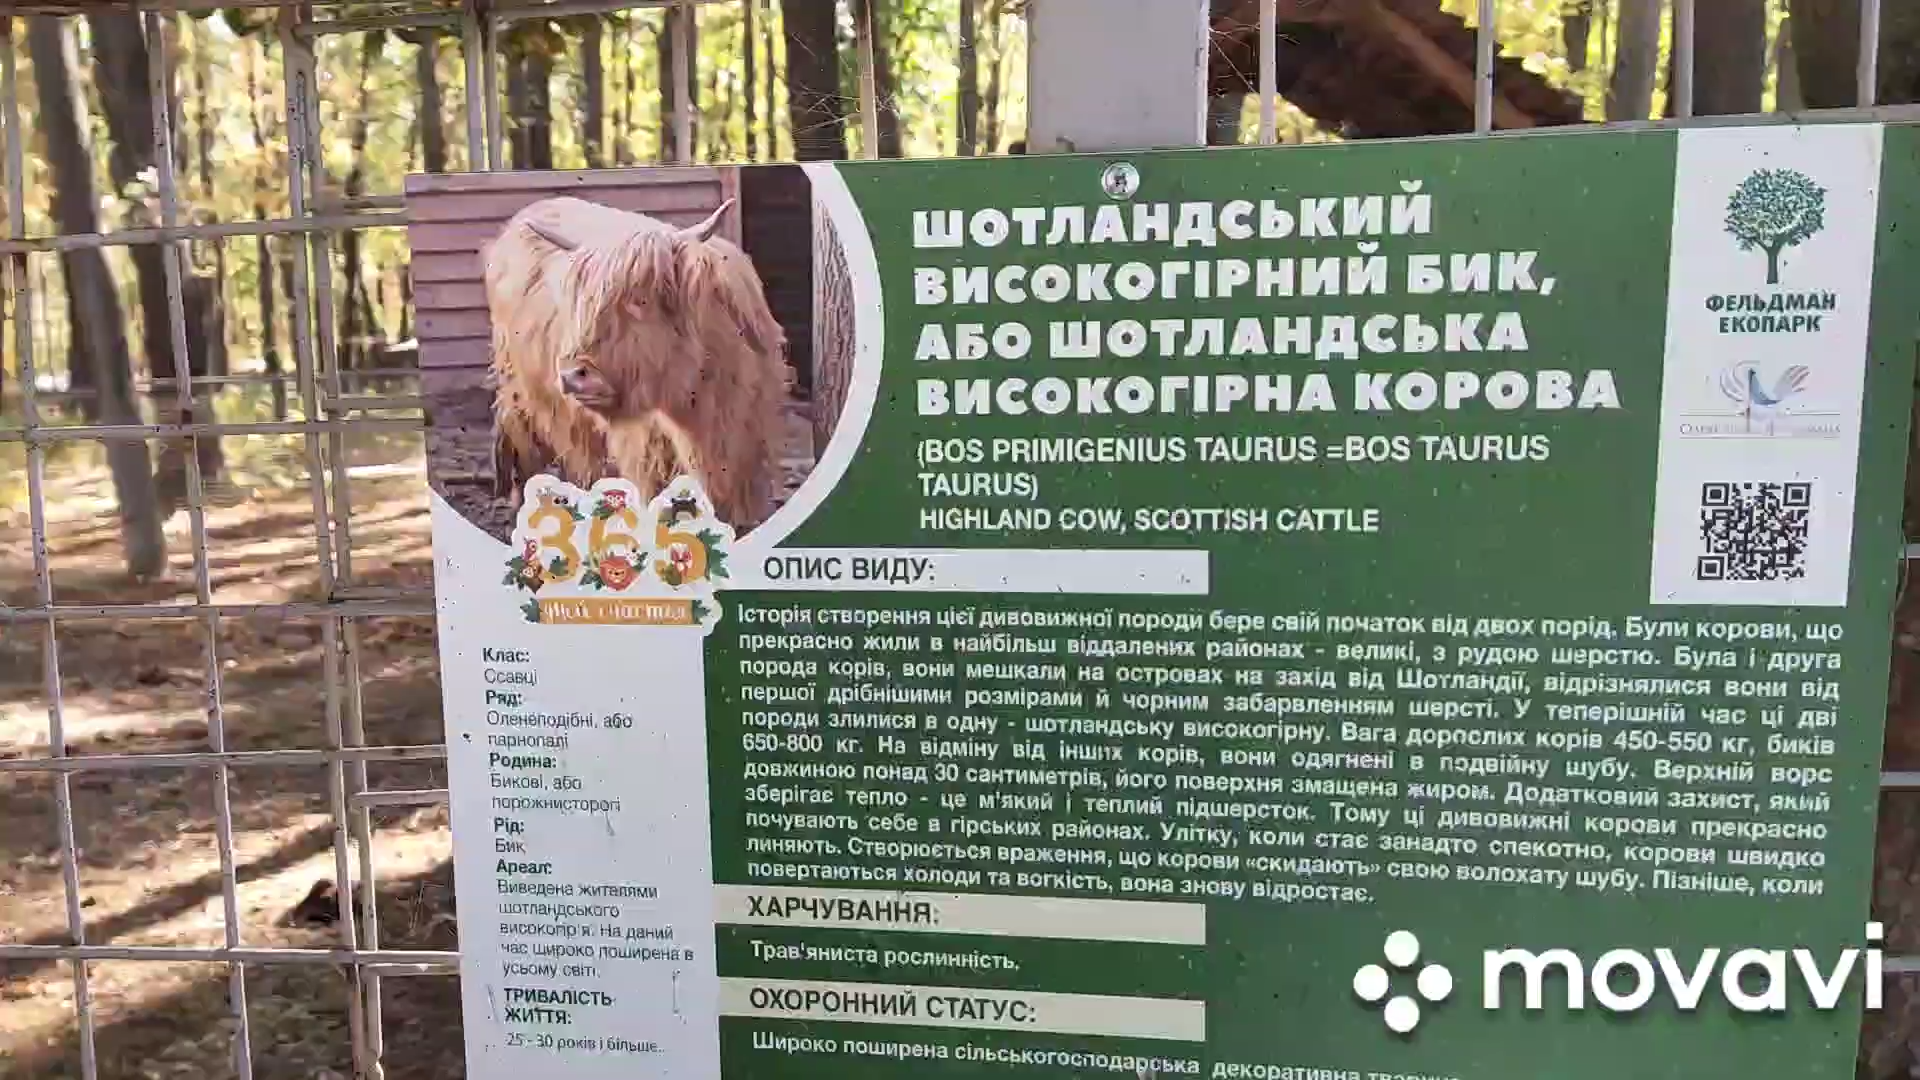 ШОТЛАНДСЬКИЙ
ВИСОКОГІРНИЙ БИК,
АБО ШОТЛАНДСЬКА
ВИСОКОГІРНА КОРОВА
(BOS PRIMIGENIUS TAURUS =BOS TAURUS
TAURUS)
HIGHLAND COW, SCOTTISH CATTLE
ФЕЛЬДМАН
ЕКОПАРК
365
ОПИС ВИДУ:
Історія створення цієї дивовижної породи бере свій початок від двох порід. Були корови, що
прекрасно жили в найбільш віддалених районах - великі, з рудою шерстю. Була і друга
порода корів, вони мешкали на островах на захід від Шотландії, відрізнялися вони від
першої дрібнішими розмірами й чорним забарвленням шерсті. У теперішній час ці дві
породи злилися в одну - шотландську високогірну. Вага дорослих корів 450-550 кг, биків
650-800 кг. На відміну від інших корів, вони одягнені в подвійну шубу. Верхній ворс
довжиною понад 30 сантиметрів, його поверхня змащена жиром. Додатковий захист, який
зберігає тепло - це м'який і теплий підшерсток. Тому ці дивовижні корови прекрасно
почувають себе в гірських районах. Улітку, коли стає занадто спекотно, корови швидко
линяють. Створюється враження, що корови «скидають» свою волохату шубу. Пізніше, коли
повертаються холоди та вогкість, вона знову відростає.
Клас:
Ссавці
Ряд:
Оленеподібні, або
парнопалі
Родина:
Бикові, або
порожнисторогі
Рід:
Бик
Ареал:
Виведена жителями
шотландського
високогір'я. На даний
час широко поширена в
усьому світі.
ТРИВАЛІСТЬ
ЖИТТЯ:
25 - 30 років і більше.
ХАРЧУВАННЯ:
Трав'яниста рослинність.
ОХОРОННИЙ СТАТУС:
Широко поширена сільськогосподарська декоративна
movavi